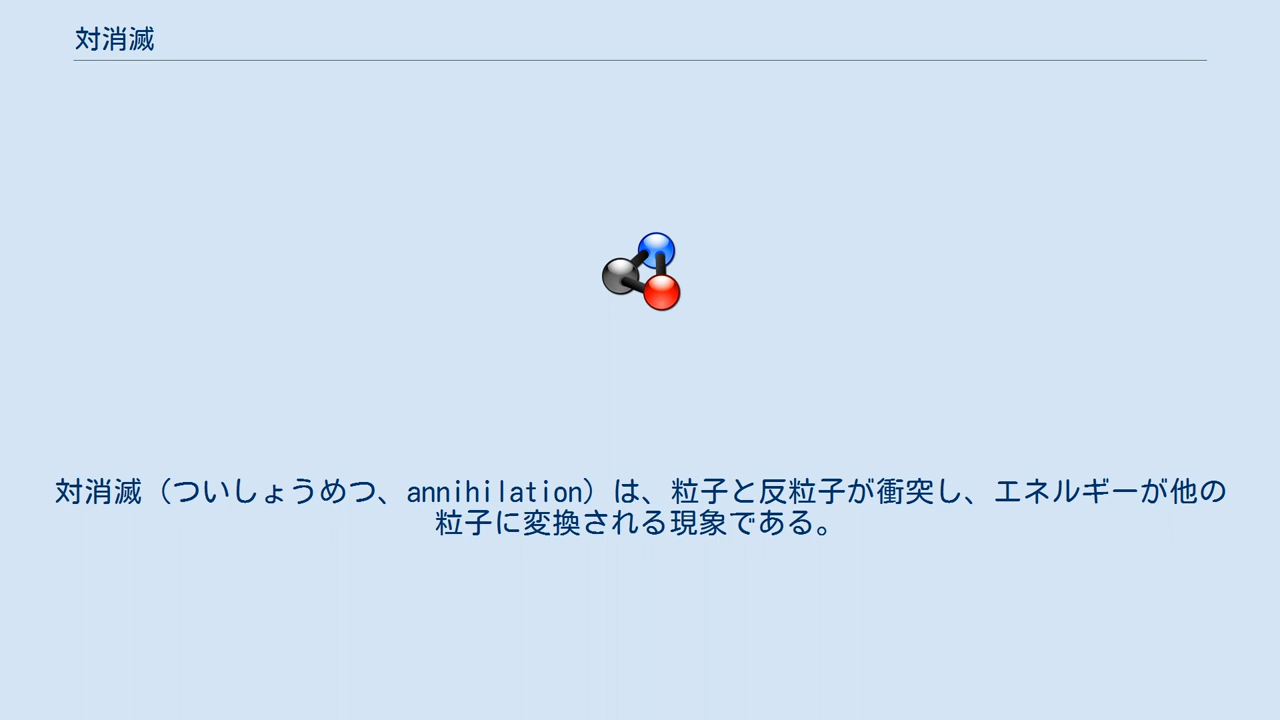 対消滅
対消滅（ついしょうめつ、annihilation）は、粒子と反粒子が衝突し、エネルギーが他の
粒子に変換される現象である。